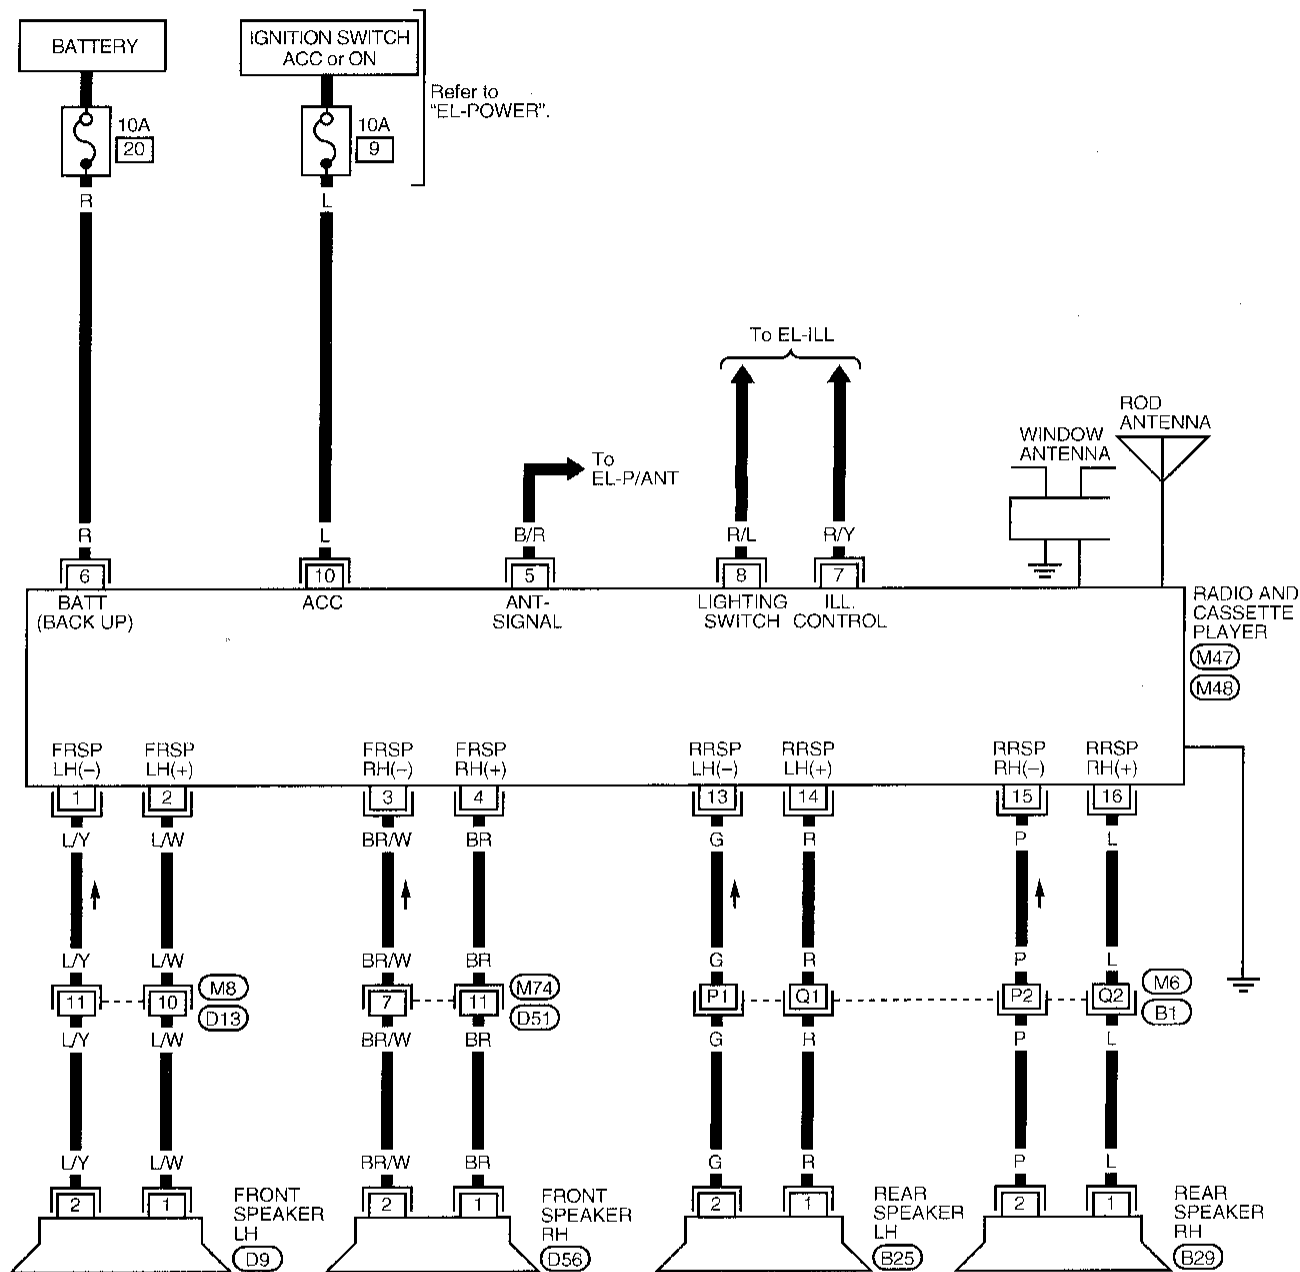 BATTERY
IGNITION SWITCH
ACC or ON
Refer to
"EL-POWER".
10A
20
10A
9
R
L
To EL-ILL
ROD
ANTENNA
WINDOW
ANTENNA
To
EL-P/ANT
R
L
B/R
R/L
R/Y
6
10
5
8
7
BATT
(BACK UP)
ACC
ANT-
SIGNAL
LIGHTING
SWITCH
ILL.
CONTROL
RADIO AND
CASSETTE
PLAYER
M47
M48
FRSP
LH(–)
FRSP
LH(+)
FRSP
RH(–)
FRSP
RH(+)
RRSP
LH(–)
RRSP
LH(+)
RRSP
RH(–)
RRSP
RH(+)
1
2
3
4
13
14
15
16
L/Y
L/W
BR/W
BR
G
R
P
L
L/Y
L/W
BR/W
BR
G
R
P
L
11
10
M8
D13
7
11
M74
D51
P1
Q1
P2
Q2
M6
B1
L/Y
L/W
BR/W
BR
G
R
P
L
L/Y
L/W
BR/W
BR
G
R
P
L
2
1
FRONT
SPEAKER
LH
D9
2
1
FRONT
SPEAKER
RH
D56
2
1
REAR
SPEAKER
LH
B25
2
1
REAR
SPEAKER
RH
B29